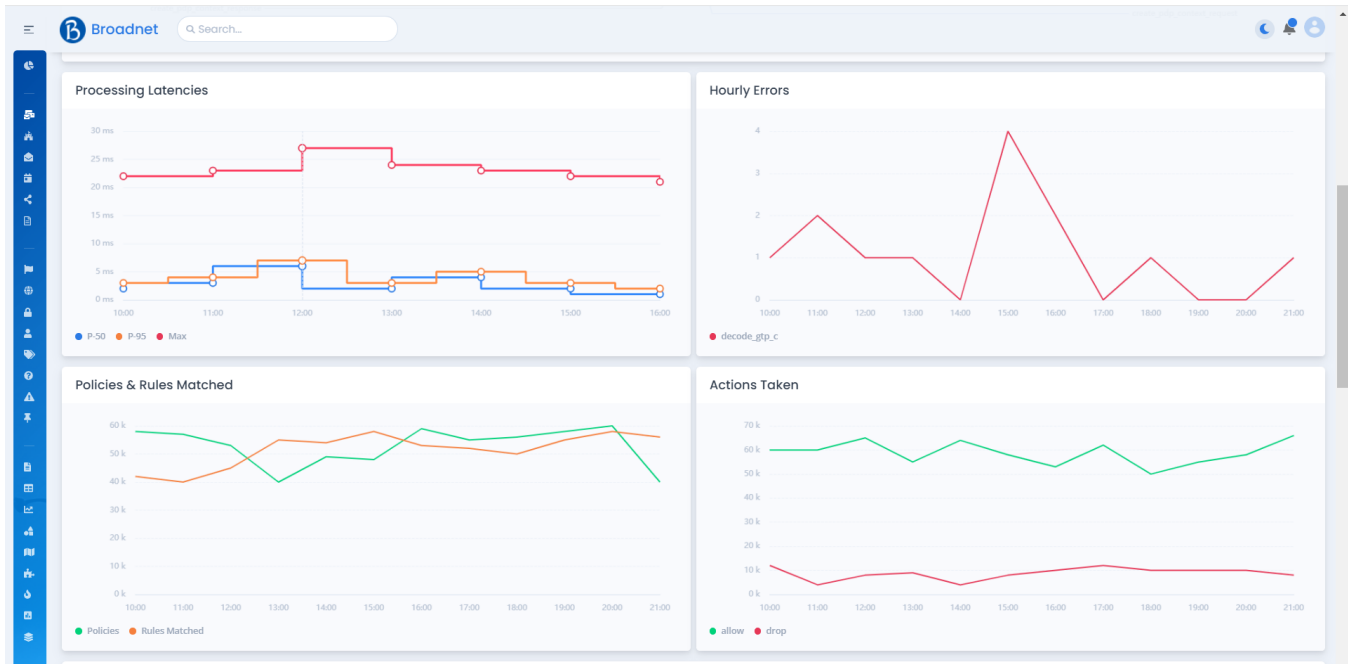 Broadnet
Search...
Processing Latencies
30 ms
25 ms
20 ms
15 ms
10 ms
5 ms
0 ms
10:00 11:00 12:00 13:00 14:00 15:00 16:00
P-50 P-95 Max
Hourly Errors
4
3
2
1
0
10:00 11:00 12:00 13:00 14:00 15:00 16:00 17:00 18:00 19:00 20:00 21:00
decode_gtp_c
Policies & Rules Matched
60 k
50 k
40 k
30 k
20 k
10 k
0 k
10:00 11:00 12:00 13:00 14:00 15:00 16:00 17:00 18:00 19:00 20:00 21:00
Policies Rules Matched
Actions Taken
70 k
60 k
50 k
40 k
30 k
20 k
10 k
0 k
10:00 11:00 12:00 13:00 14:00 15:00 16:00 17:00 18:00 19:00 20:00 21:00
allow drop